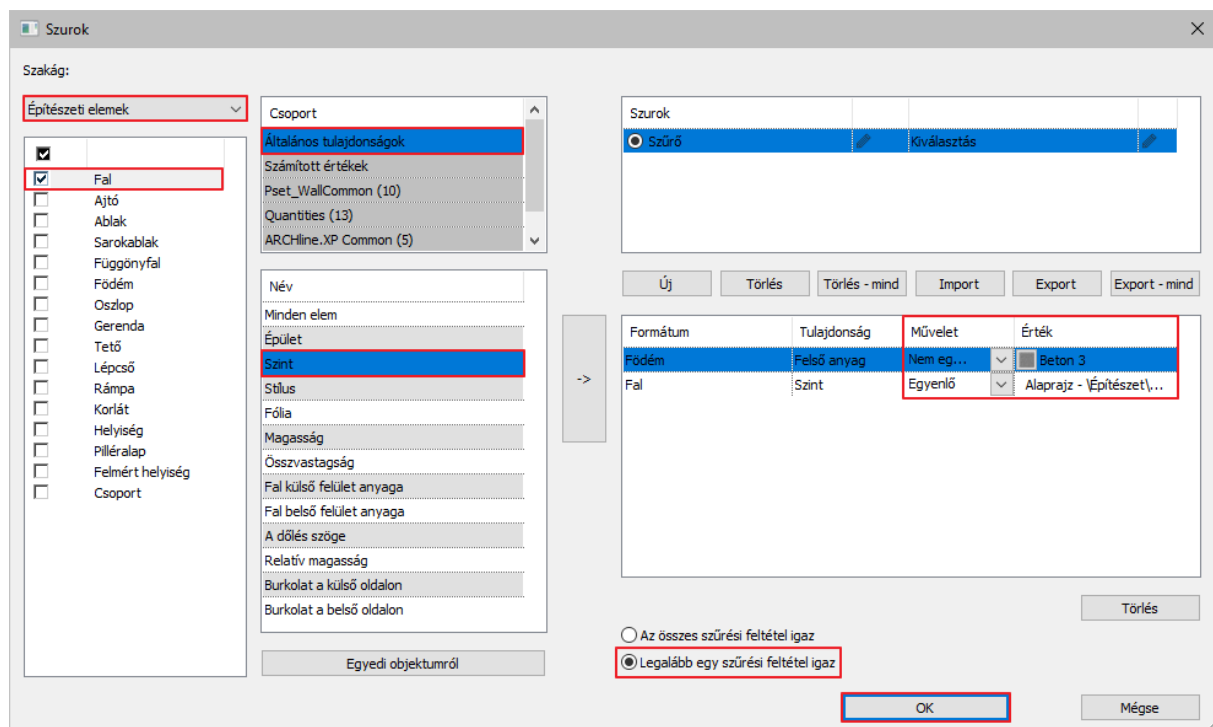 Szurok
Szakág:
Építészeti elemek
Fal
Ajtó
Ablak
Sarokablak
Függönyfal
Födém
Oszlop
Gerenda
Tető
Lépcső
Rámpa
Korlát
Helyiség
Pilléralap
Felmért helyiség
Csoport
Csoport
Általános tulajdonságok
Számított értékek
Pset_WallCommon (10)
Quantities (13)
ARCHline.XP Common (5)
Név
Minden elem
Épület
Szint
Stílus
Fólia
Magasság
Összvastagság
Fal külső felület anyaga
Fal belső felület anyaga
A dőlés szöge
Relatív magasság
Burkolat a külső oldalon
Burkolat a belső oldalon
Egyedi objektumról
->
Szurok
Szűrő Kiválasztás
Új Törlés Törlés - mind Import Export Export - mind
Formátum Tulajdonság Művelet Érték
Födém Felső anyag Nem eg... Beton 3
Fal Szint Egyenlő Alaprajz - \Építészet\...
Törlés
Az összes szűrési feltétel igaz
Legalább egy szűrési feltétel igaz
OK Mégse